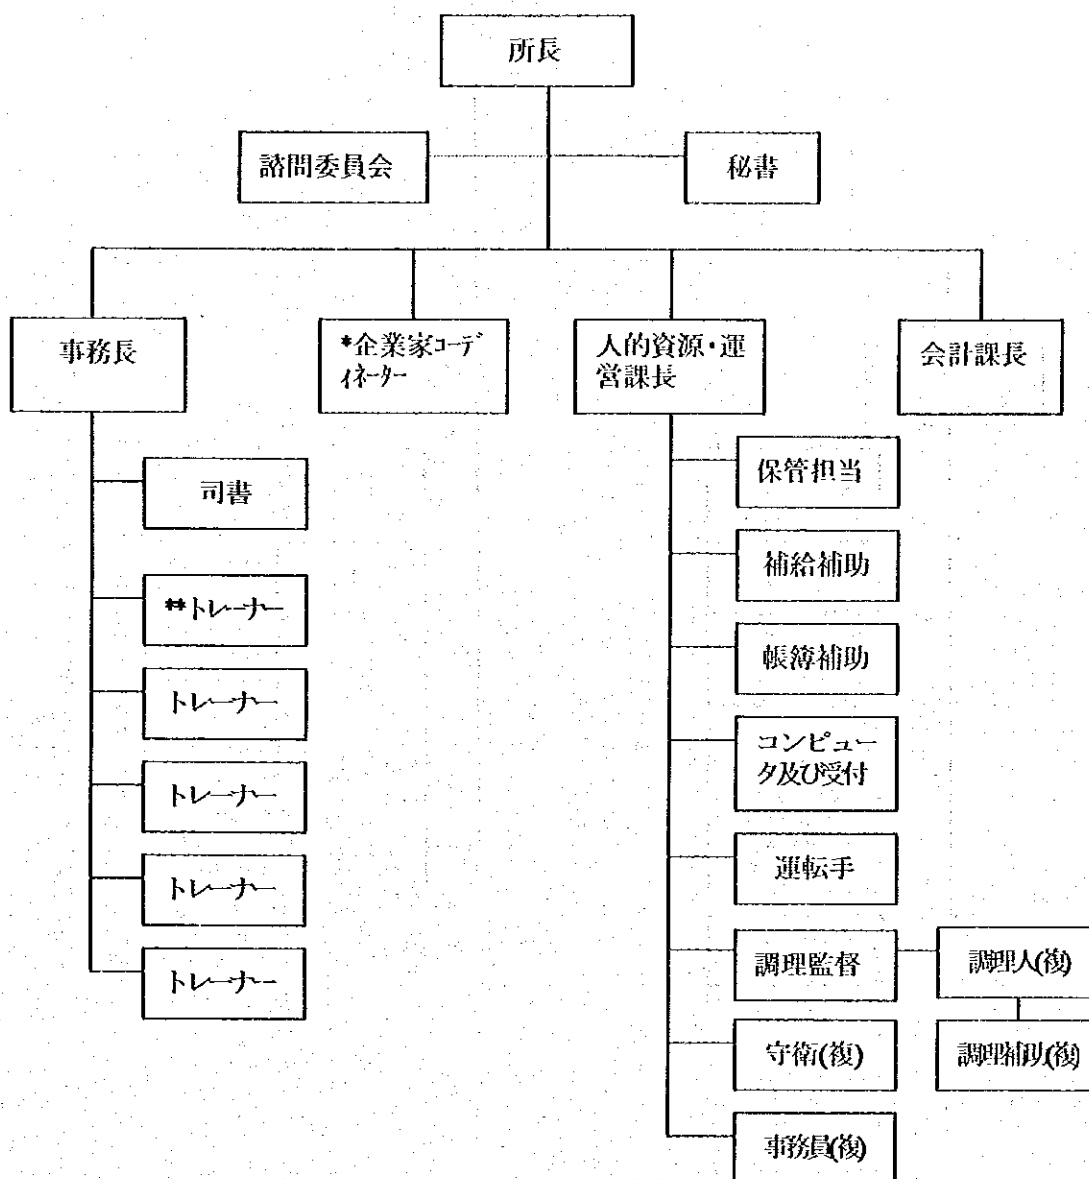 所長
諮問委員会
秘書
事務長
*企業家コーデ
ィネーター
人的資源・運
営課長
会計課長
司書
**トレーナー
トレーナー
トレーナー
トレーナー
トレーナー
保管担当
補給補助
帳簿補助
コンピュー
タ及び受付
運転手
調理監督
調理人(複)
守衛(複)
調理補助(複)
事務員(複)